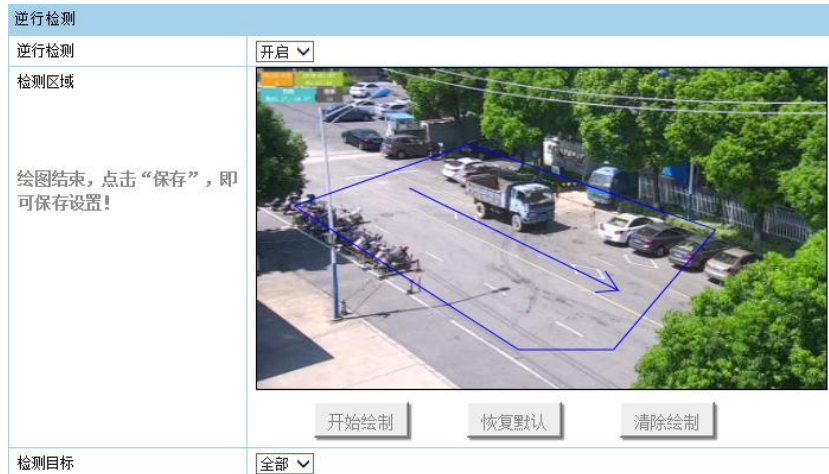 逆行检测
逆行检测
开启
检测区域
绘图结束，点击“保存”，即
可保存设置!
开始绘制
恢复默认
清除绘制
检测目标
全部